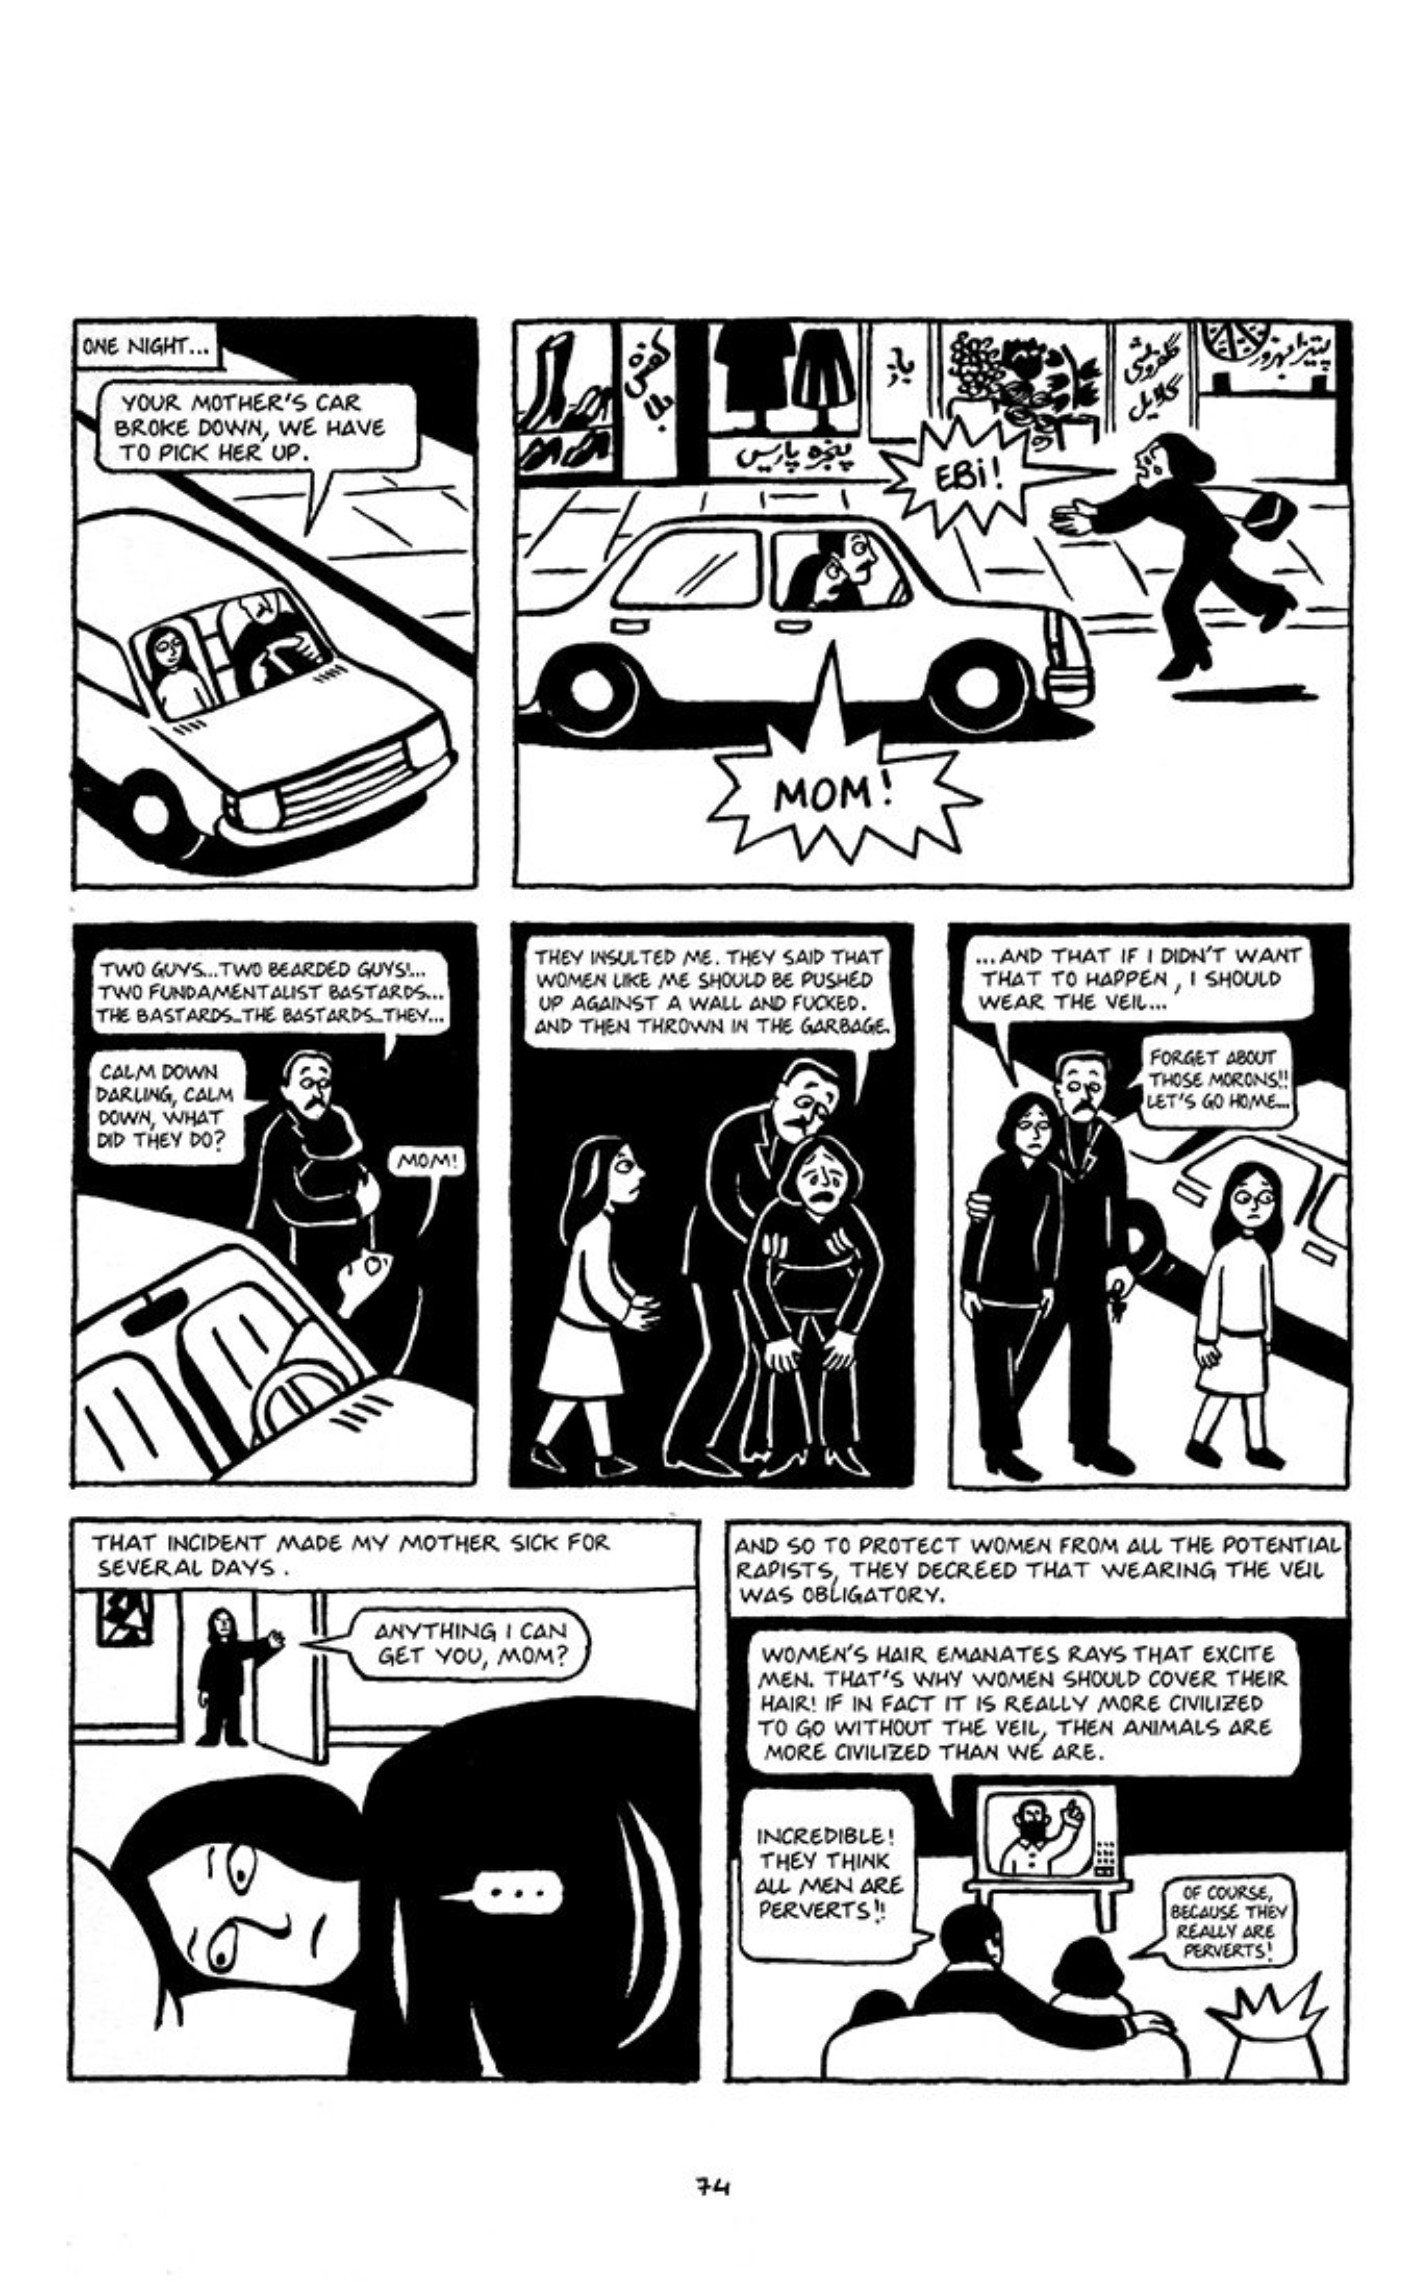 ONE NIGHT...
YOUR MOTHER'S CAR
BROKE DOWN, WE HAVE
TO PICK HER UP.
کفش
بلا
پنجره پاریس
گلفروشی
گلایل
پیتزا
EBi!
MOM!
TWO GUYS...TWO BEARDED GUYS!...
TWO FUNDAMENTALIST BASTARDS...
THE BASTARDS...THE BASTARDS...THEY...
CALM DOWN
DARLING, CALM
DOWN, WHAT
DID THEY DO?
MOM!
THEY INSULTED ME. THEY SAID THAT
WOMEN LIKE ME SHOULD BE PUSHED
UP AGAINST A WALL AND FUCKED.
AND THEN THROWN IN THE GARBAGE.
...AND THAT IF I DIDN'T WANT
THAT TO HAPPEN, I SHOULD
WEAR THE VEIL...
FORGET ABOUT
THOSE MORONS!!
LET'S GO HOME...
THAT INCIDENT MADE MY MOTHER SICK FOR
SEVERAL DAYS.
ANYTHING I CAN
GET YOU, MOM?
...
AND SO TO PROTECT WOMEN FROM ALL THE POTENTIAL
RAPISTS, THEY DECREED THAT WEARING THE VEIL
WAS OBLIGATORY.
WOMEN'S HAIR EMANATES RAYS THAT EXCITE
MEN. THAT'S WHY WOMEN SHOULD COVER THEIR
HAIR! IF IN FACT IT IS REALLY MORE CIVILIZED
TO GO WITHOUT THE VEIL, THEN ANIMALS ARE
MORE CIVILIZED THAN WE ARE.
INCREDIBLE!
THEY THINK
ALL MEN ARE
PERVERTS!!
OF COURSE,
BECAUSE THEY
REALLY ARE
PERVERTS!
74